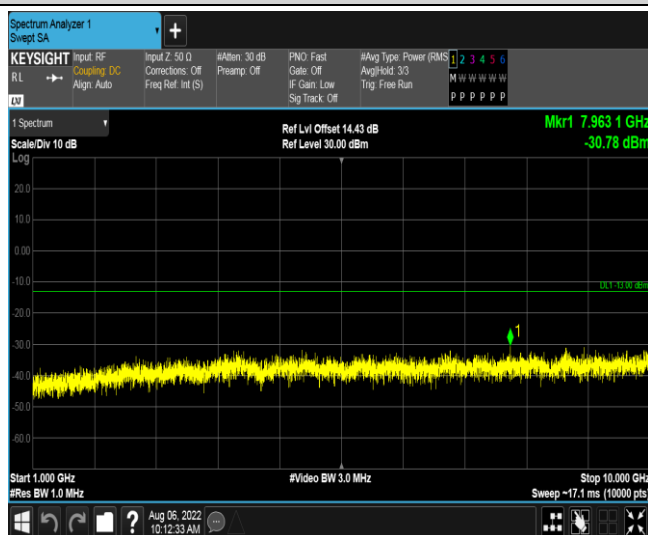 Spectrum Analyzer 1
Swept SA
+
KEYSIGHT
RL
LXI
Input: RF
Coupling: DC
Align: Auto
Input Z: 50 Ω
Corrections: Off
Freq Ref: Int (S)
#Atten: 30 dB
Preamp: Off
PNO: Fast
Gate: Off
IF Gain: Low
Sig Track: Off
#Avg Type: Power (RMS
Avg|Hold: 3/3
Trig: Free Run
1 2 3 4 5 6
M W W W W W
P P P P P P
1 Spectrum
Scale/Div 10 dB
Log
Ref Lvl Offset 14.43 dB
Ref Level 30.00 dBm
Mkr1 7.963 1 GHz
-30.78 dBm
20.0
10.0
0.00
-10.0
-20.0
-30.0
-40.0
-50.0
-60.0
DL1 -13.00 dBm
1
Start 1.000 GHz
#Res BW 1.0 MHz
#Video BW 3.0 MHz
Stop 10.000 GHz
Sweep ~17.1 ms (10000 pts)
?
Aug 06, 2022
10:12:33 AM